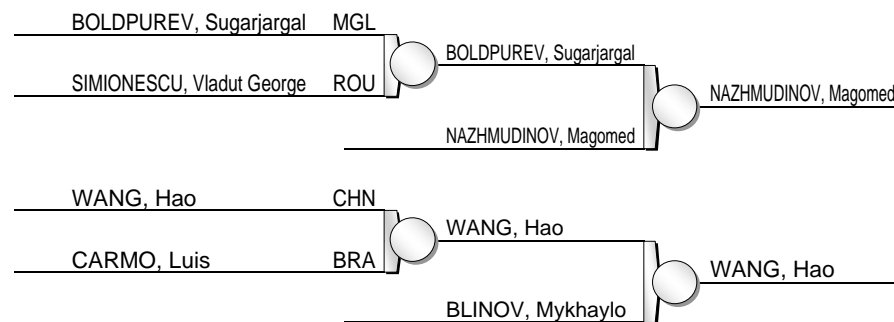 BOLDPUREV, Sugarjargal MGL
BOLDPUREV, Sugarjargal
SIMIONESCU, Vladut George ROU
NAZHMUDINOV, Magomed
NAZHMUDINOV, Magomed
WANG, Hao CHN
WANG, Hao
CARMO, Luis BRA
WANG, Hao
BLINOV, Mykhaylo